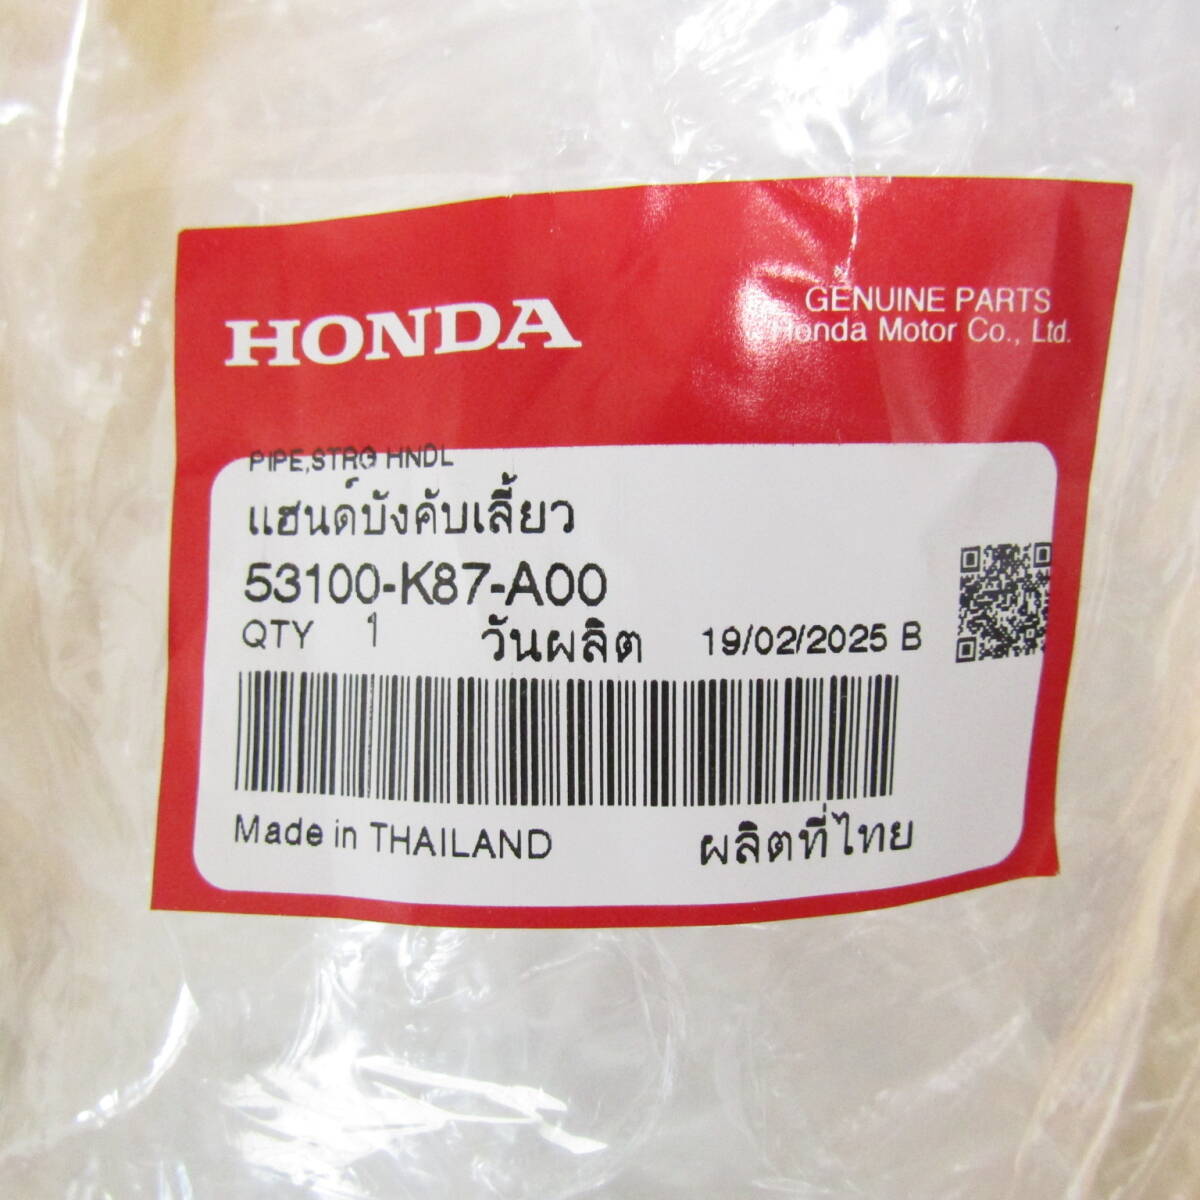 HONDA
GENUINE PARTS
Honda Motor Co., Ltd.
PIPE,STRG HNDL
แฮนด์บังคับเลี้ยว
53100-K87-A00
QTY 1 วันผลิต 19/02/2025 B
Made in THAILAND ผลิตที่ไทย